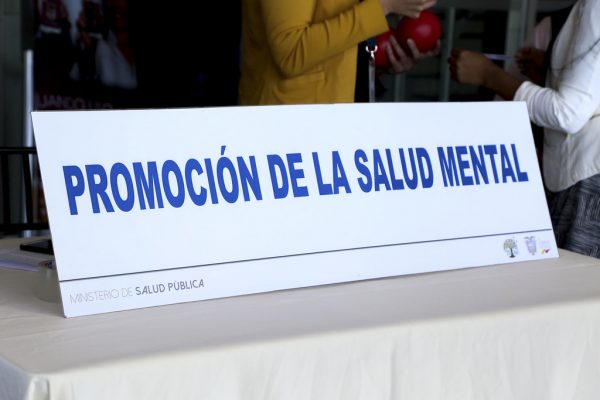 PROMOCIÓN DE LA SALUD MENTAL
MINISTERIO DE SALUD PÚBLICA